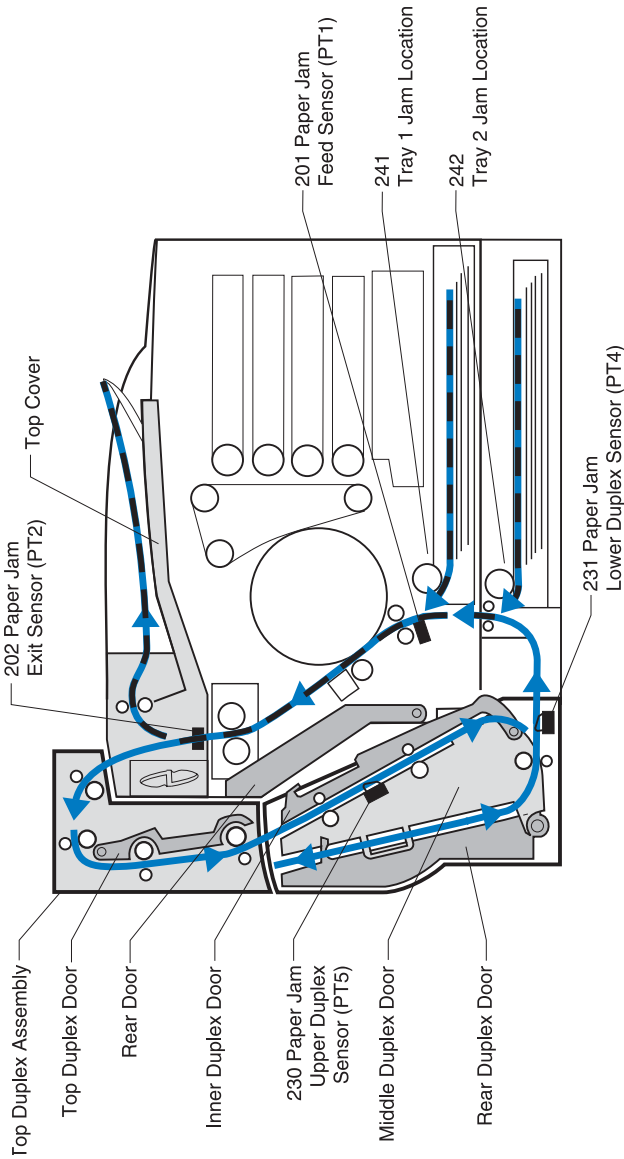 Top Duplex Assembly
Top Duplex Door
Rear Door
Inner Duplex Door
230 Paper Jam
Upper Duplex
Sensor (PT5)
Middle Duplex Door
Rear Duplex Door
202 Paper Jam
Exit Sensor (PT2)
Top Cover
231 Paper Jam
Lower Duplex Sensor (PT4)
201 Paper Jam
Feed Sensor (PT1)
241
Tray 1 Jam Location
242
Tray 2 Jam Location